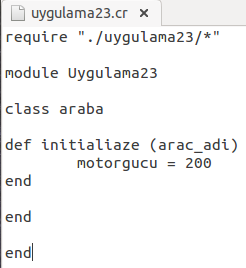 uygulama23.cr ×
require "./uygulama23/*"
module Uygulama23
class araba
def initialiaze (arac_adi)
motorgucu = 200
end
end
end